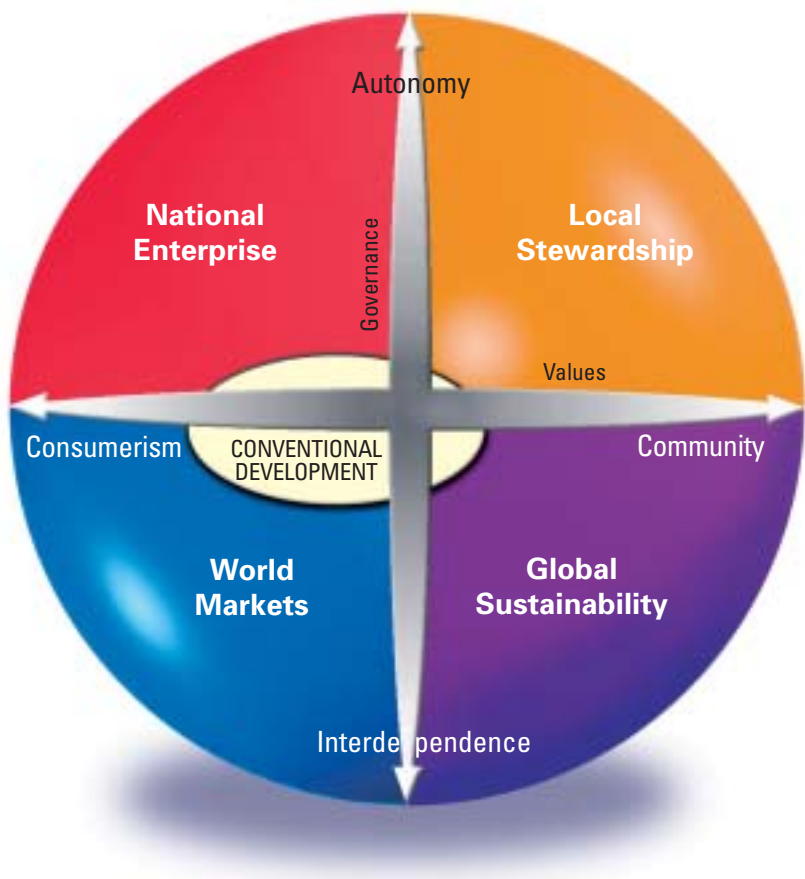 Autonomy
National
Enterprise
Local
Stewardship
Governance
Values
Consumerism
CONVENTIONAL
DEVELOPMENT
Community
World
Markets
Global
Sustainability
Interdependence